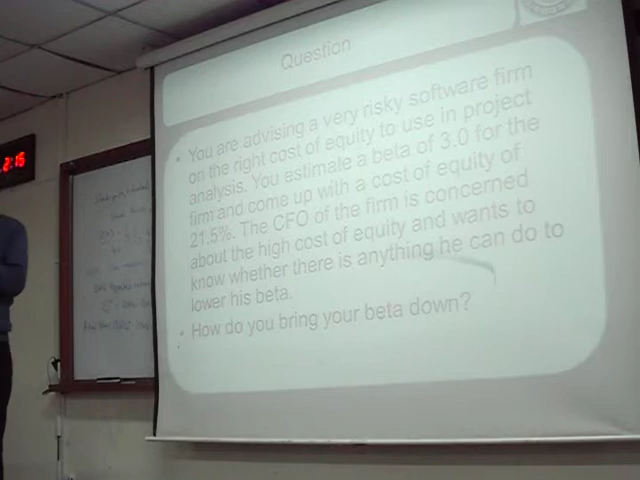 Question
• You are advising a very risky software firm
on the right cost of equity to use in project
analysis. You estimate a beta of 3.0 for the
firm and come up with a cost of equity of
21.5%. The CFO of the firm is concerned
about the high cost of equity and wants to
know whether there is anything he can do to
lower his beta.
• How do you bring your beta down?
2:15